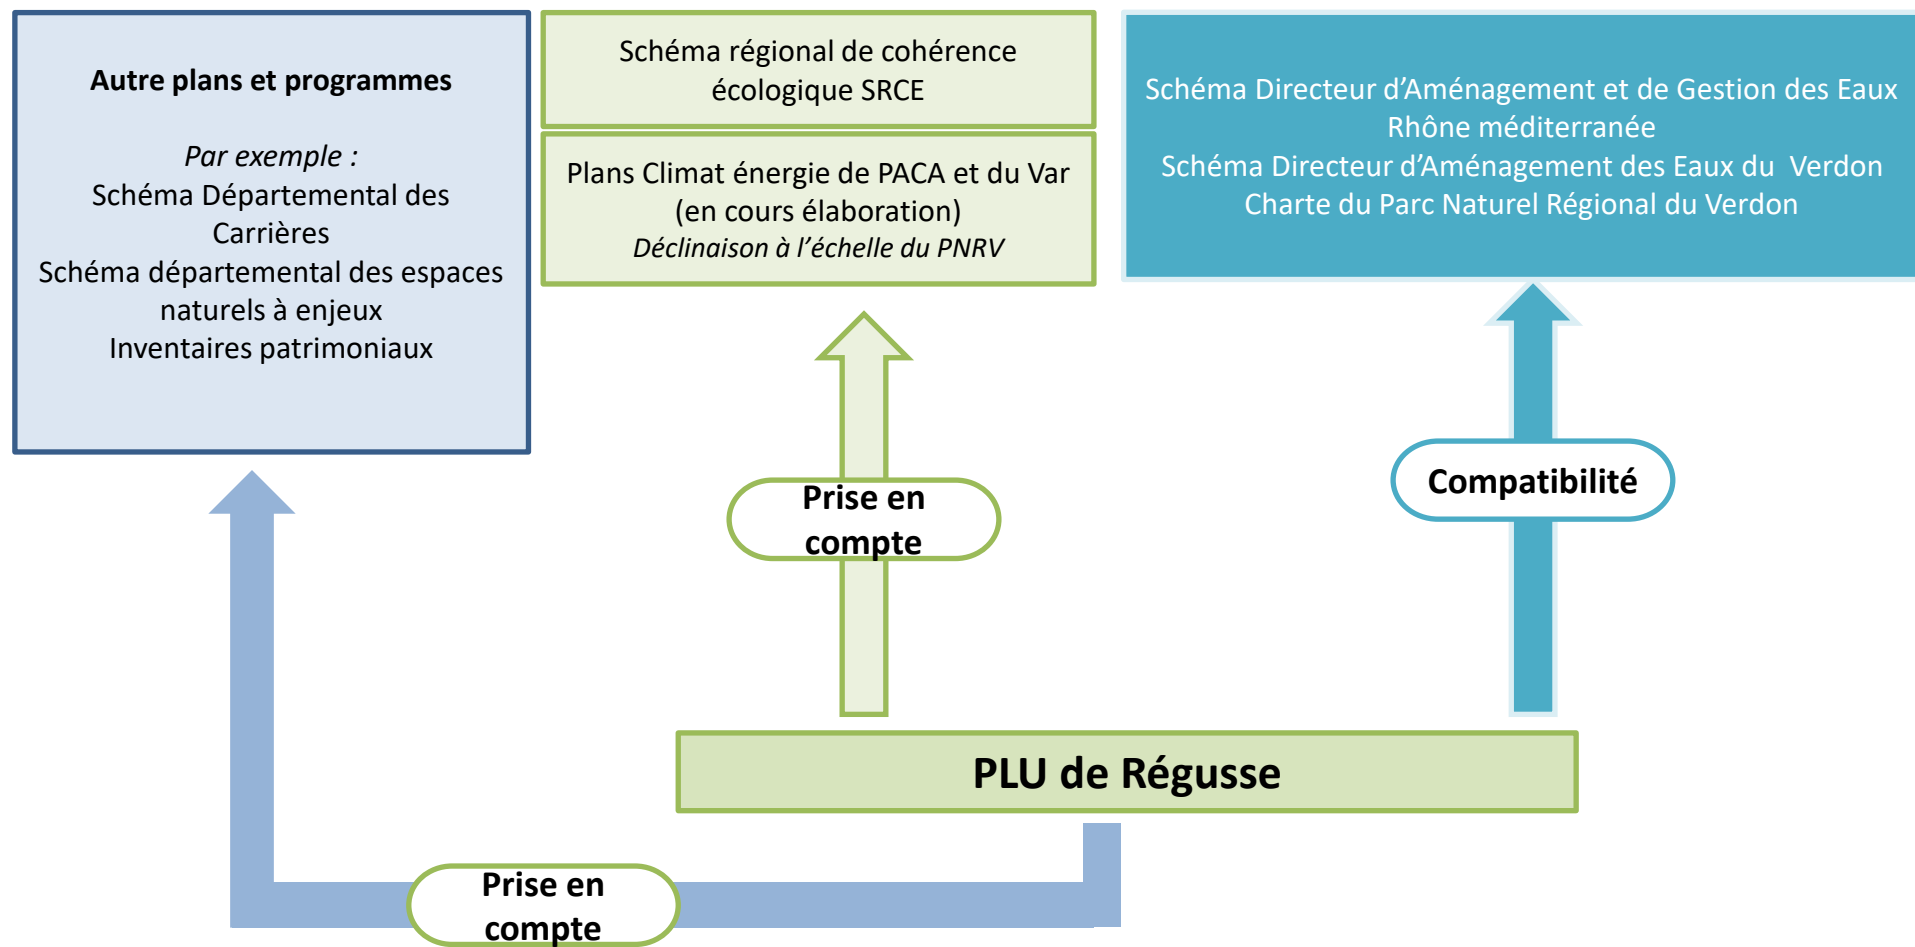 Autre plans et programmes
Par exemple :
Schéma Départemental des
Carrières
Schéma départemental des espaces
naturels à enjeux
Inventaires patrimoniaux
Schéma régional de cohérence
écologique SRCE
Plans Climat énergie de PACA et du Var
(en cours élaboration)
Déclinaison à l’échelle du PNRV
Schéma Directeur d’Aménagement et de Gestion des Eaux
Rhône méditerranée
Schéma Directeur d’Aménagement des Eaux du Verdon
Charte du Parc Naturel Régional du Verdon
Prise en
compte
Compatibilité
PLU de Régusse
Prise en
compte